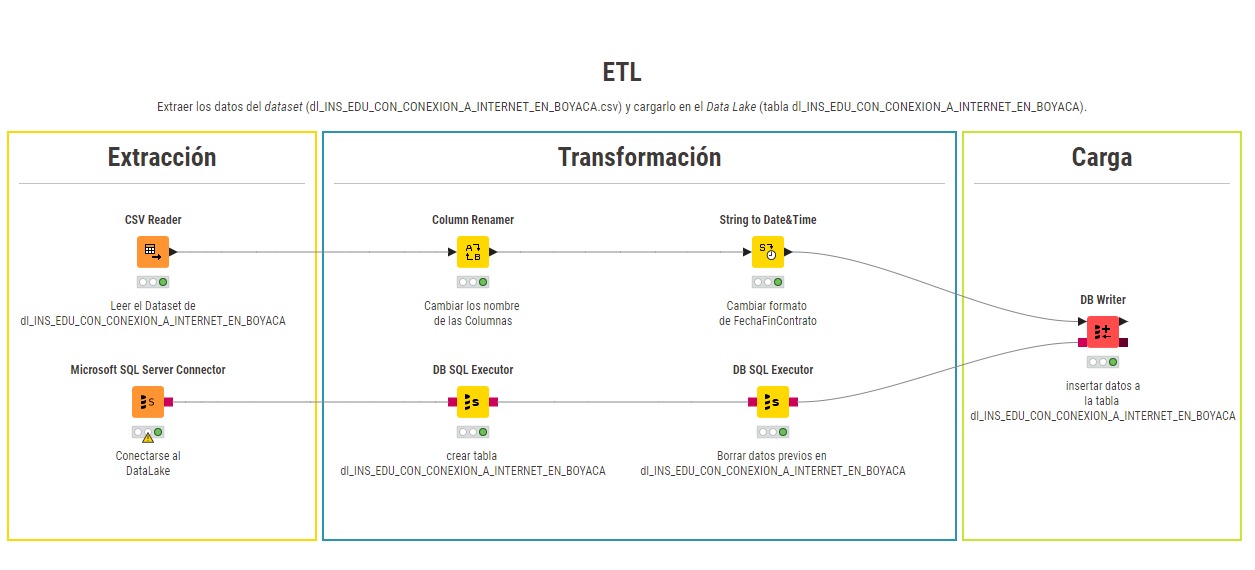 ETL
Extraer los datos del dataset (dl_INS_EDU_CON_CONEXION_A_INTERNET_EN_BOYACA.csv) y cargarlo en el Data Lake (tabla dl_INS_EDU_CON_CONEXION_A_INTERNET_EN_BOYACA).
Extracción
CSV Reader
Leer el Dataset de
dl_INS_EDU_CON_CONEXION_A_INTERNET_EN_BOYACA
Microsoft SQL Server Connector
S
Conectarse al
DataLake
Transformación
Column Renamer
A
B
Cambiar los nombre
de las Columnas
String to Date&Time
S
Cambiar formato
de FechaFinContrato
DB SQL Executor
s
crear tabla
dl_INS_EDU_CON_CONEXION_A_INTERNET_EN_BOYACA
DB SQL Executor
s
Borrar datos previos en
dl_INS_EDU_CON_CONEXION_A_INTERNET_EN_BOYACA
Carga
DB Writer
insertar datos a
la tabla
dl_INS_EDU_CON_CONEXION_A_INTERNET_EN_BOYACA